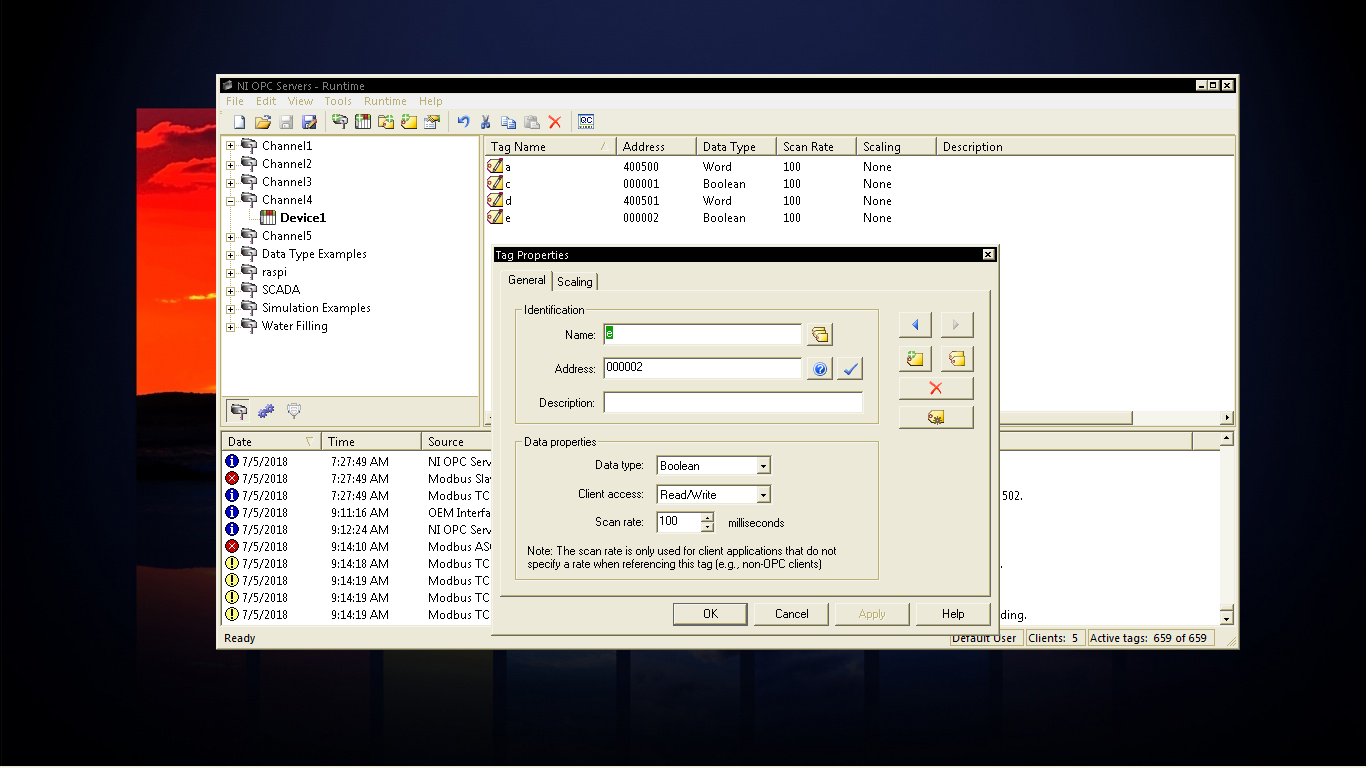 NI OPC Servers - Runtime
File Edit View Tools Runtime Help
QC
Channel1
Channel2
Channel3
Channel4
Device1
Channel5
Data Type Examples
raspi
SCADA
Simulation Examples
Water Filling
Tag Name Address Data Type Scan Rate Scaling Description
a 400500 Word 100 None
c 000001 Boolean 100 None
d 400501 Word 100 None
e 000002 Boolean 100 None
Tag Properties
General Scaling
Identification
Name: e
Address: 000002
Description:
Data properties
Data type: Boolean
Client access: Read/Write
Scan rate: 100 milliseconds
Note: The scan rate is only used for client applications that do not
specify a rate when referencing this tag (e.g., non-OPC clients)
OK Cancel Apply Help
Date Time Source
7/5/2018 7:27:49 AM NI OPC Serv
7/5/2018 7:27:49 AM Modbus Sla
7/5/2018 7:27:49 AM Modbus TC 502.
7/5/2018 9:11:16 AM OEM Interfa
7/5/2018 9:12:24 AM NI OPC Serv
7/5/2018 9:14:10 AM Modbus ASC
7/5/2018 9:14:18 AM Modbus TC
7/5/2018 9:14:19 AM Modbus TC
7/5/2018 9:14:19 AM Modbus TC
7/5/2018 9:14:19 AM Modbus TC ding.
Ready Default User Clients: 5 Active tags: 659 of 659